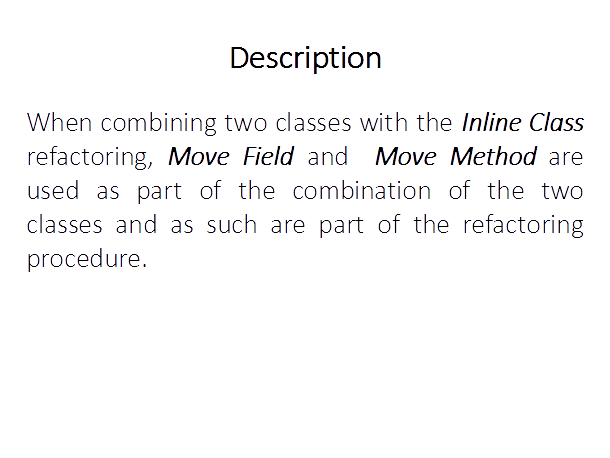 Description
When combining two classes with the Inline Class
refactoring, Move Field and Move Method are
used as part of the combination of the two
classes and as such are part of the refactoring
procedure.